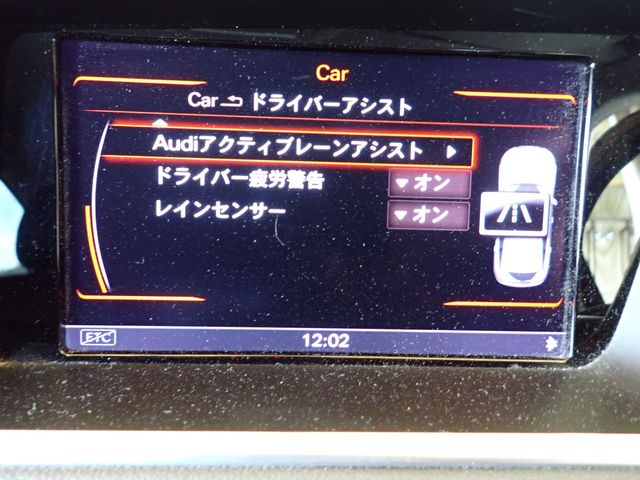 Car
Car ドライバーアシスト
Audiアクティブレーンアシスト
ドライバー疲労警告 オン
レインセンサー オン
ETC 12:02